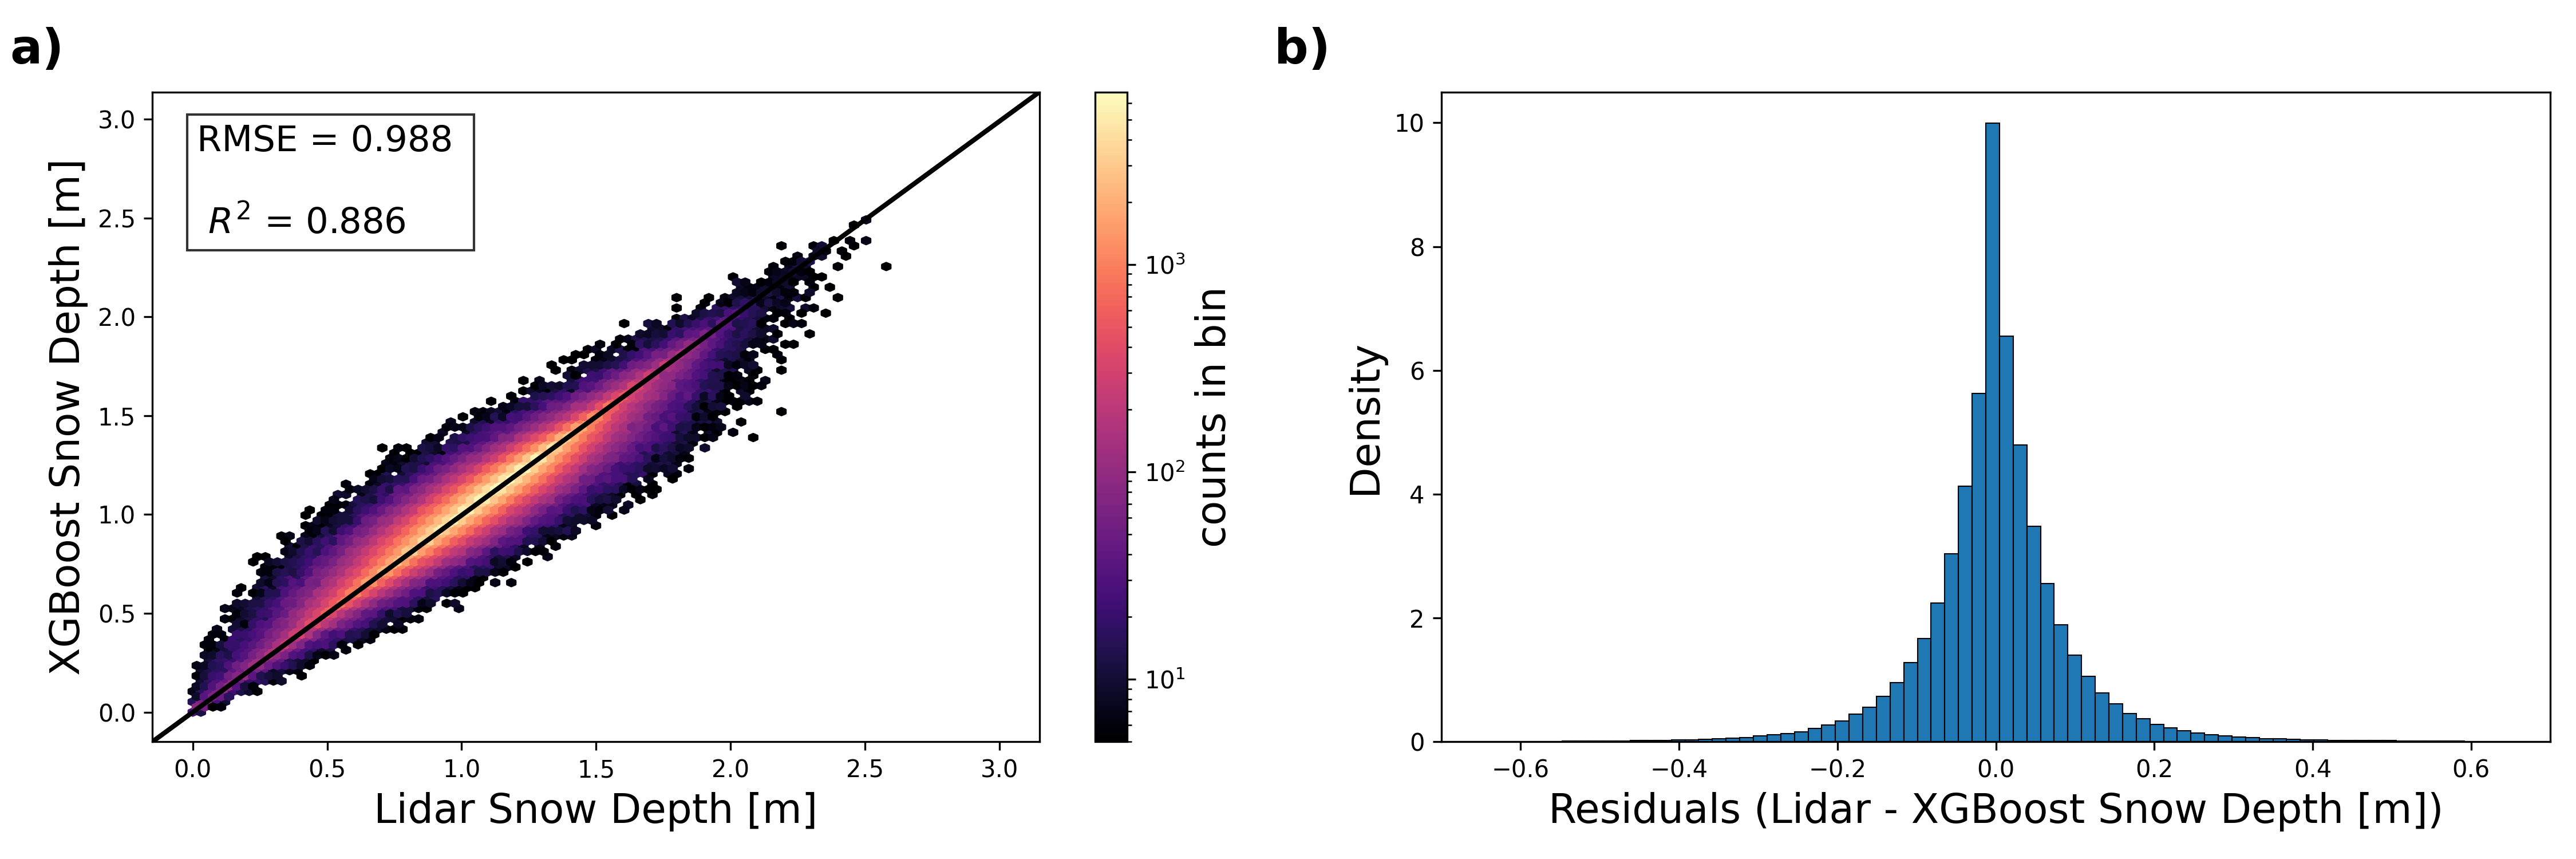 a)
RMSE = 0.988
R² = 0.886
XGBoost Snow Depth [m]
3.0
2.5
2.0
1.5
1.0
0.5
0.0
0.0 0.5 1.0 1.5 2.0 2.5 3.0
Lidar Snow Depth [m]
10³
10²
10¹
counts in bin
b)
Density
10
8
6
4
2
0
−0.6 −0.4 −0.2 0.0 0.2 0.4 0.6
Residuals (Lidar - XGBoost Snow Depth [m])